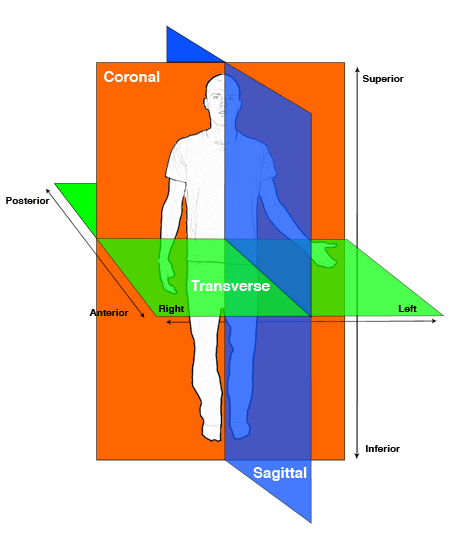 Coronal
Superior
Posterior
Transverse
Anterior
Right
Left
Inferior
Sagittal